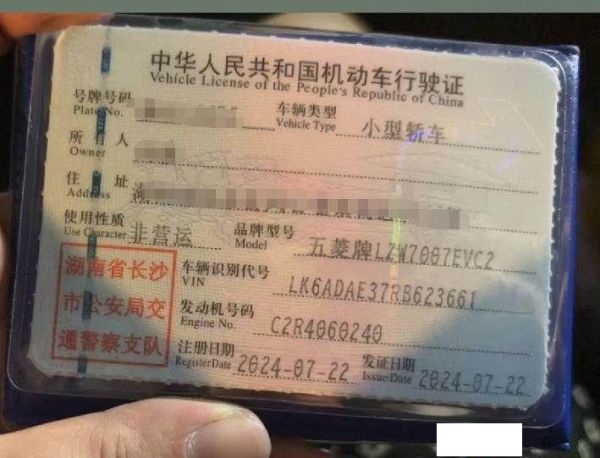 中华人民共和国机动车行驶证
Vehicle License of the People's Republic of China
号牌号码
Plate No.
车辆类型 小型轿车
Vehicle Type
所有人
Owner
住址 湖
Address
使用性质 非营运
Use Character
品牌型号 五菱牌LZW7007EVC2
Model
湖南省长沙
市公安局交
通警察支队
车辆识别代号 LK6ADAE37RB623661
VIN
发动机号码 C2R4060240
Engine No.
注册日期 2024-07-22
Register Date
发证日期 2024-07-22
Issue Date